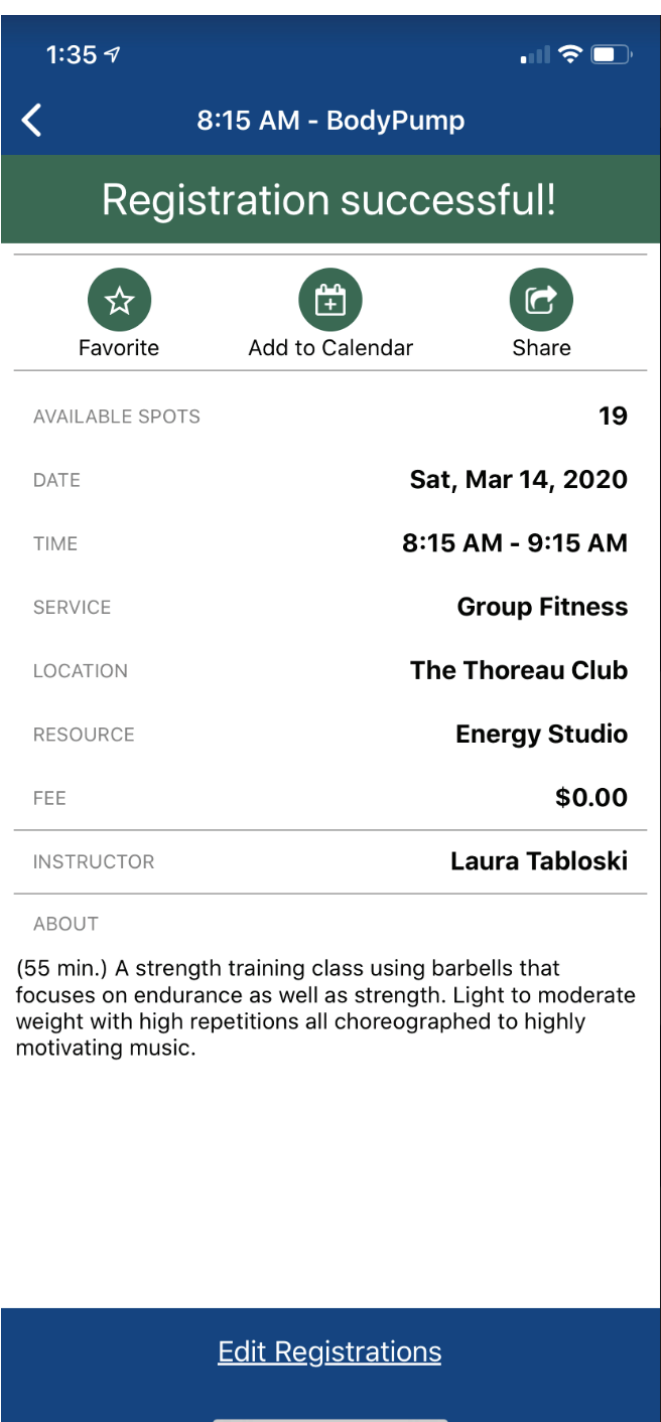 1:35
8:15 AM - BodyPump
Registration successful!
Favorite Add to Calendar Share
AVAILABLE SPOTS 19
DATE Sat, Mar 14, 2020
TIME 8:15 AM - 9:15 AM
SERVICE Group Fitness
LOCATION The Thoreau Club
RESOURCE Energy Studio
FEE $0.00
INSTRUCTOR Laura Tabloski
ABOUT
(55 min.) A strength training class using barbells that
focuses on endurance as well as strength. Light to moderate
weight with high repetitions all choreographed to highly
motivating music.
Edit Registrations